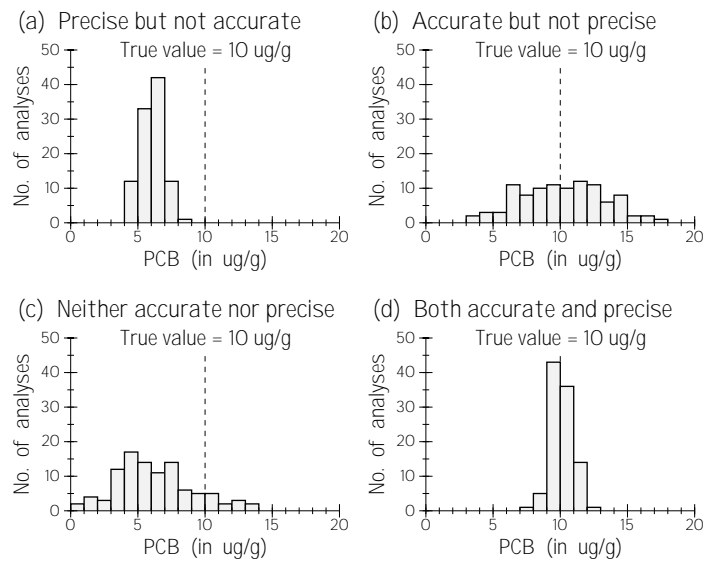 (a) Precise but not accurate
True value = 10 ug/g
50
40
30
20
10
0
No. of analyses
0 5 10 15 20
PCB (in ug/g)
(b) Accurate but not precise
True value = 10 ug/g
50
40
30
20
10
0
No. of analyses
0 5 10 15 20
PCB (in ug/g)
(c) Neither accurate nor precise
True value = 10 ug/g
50
40
30
20
10
0
No. of analyses
0 5 10 15 20
PCB (in ug/g)
(d) Both accurate and precise
True value = 10 ug/g
50
40
30
20
10
0
No. of analyses
0 5 10 15 20
PCB (in ug/g)